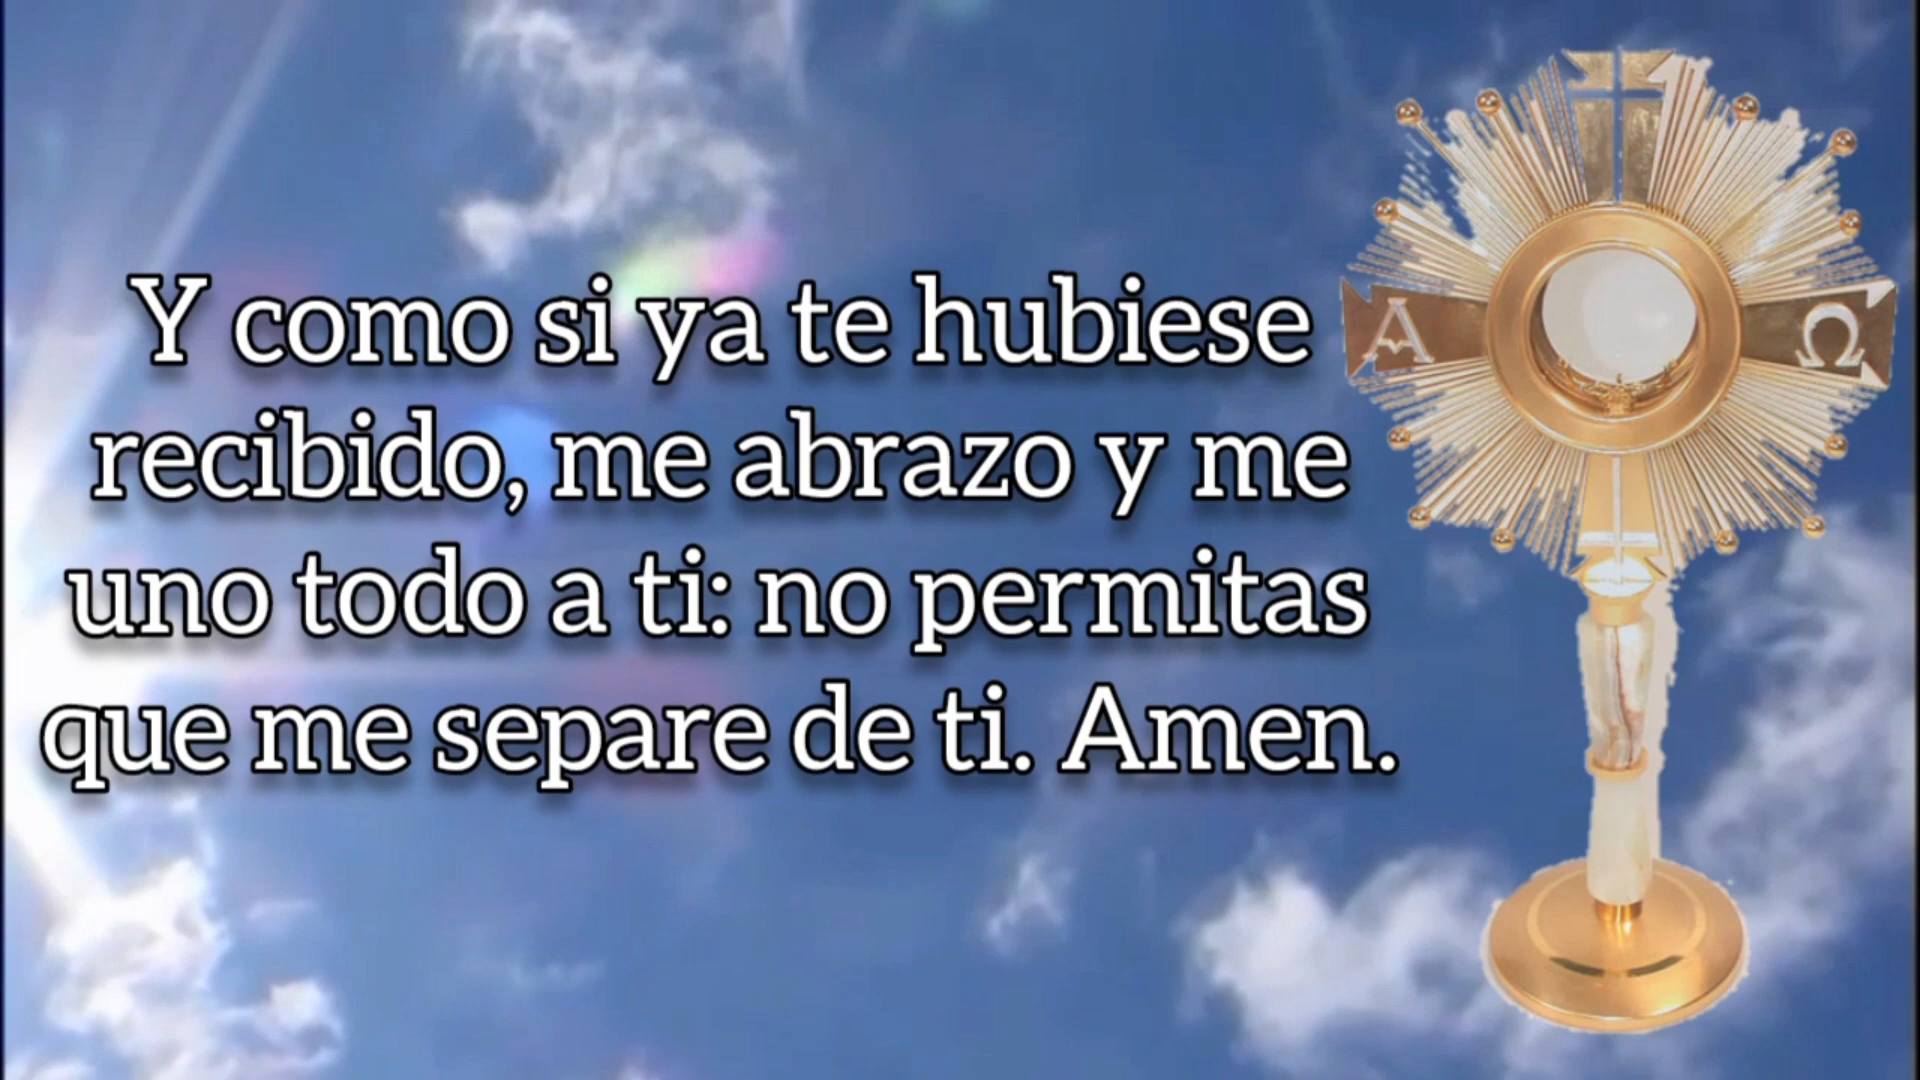 Y como si ya te hubiese
recibido, me abrazo y me
uno todo a ti: no permitas
que me separe de ti. Amen.
Α Ω